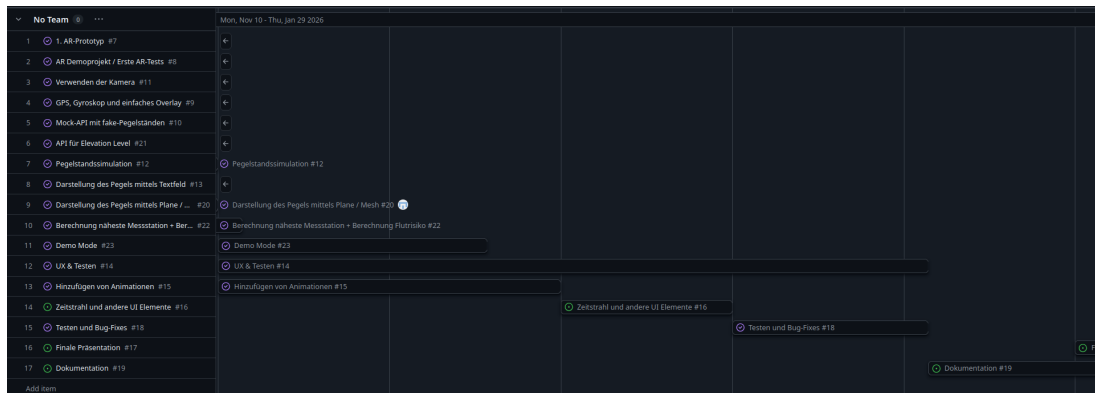 No Team 0 ...
Mon, Nov 10 - Thu, Jan 29 2026
1 1. AR-Prototyp #7
2 AR Demoprojekt / Erste AR-Tests #8
3 Verwenden der Kamera #11
4 GPS, Gyroskop und einfaches Overlay #9
5 Mock-API mit fake-Pegelständen #10
6 API für Elevation Level #21
7 Pegelstandssimulation #12 Pegelstandssimulation #12
8 Darstellung des Pegels mittels Textfeld #13
9 Darstellung des Pegels mittels Plane / ... #20 Darstellung des Pegels mittels Plane / Mesh #20
10 Berechnung näheste Messstation + Ber... #22 Berechnung näheste Messstation + Berechnung Flutrisiko #22
11 Demo Mode #23 Demo Mode #23
12 UX & Testen #14 UX & Testen #14
13 Hinzufügen von Animationen #15 Hinzufügen von Animationen #15
14 Zeitstrahl und andere UI Elemente #16 Zeitstrahl und andere UI Elemente #16
15 Testen und Bug-Fixes #18 Testen und Bug-Fixes #18
16 Finale Präsentation #17 F
17 Dokumentation #19 Dokumentation #19
Add item